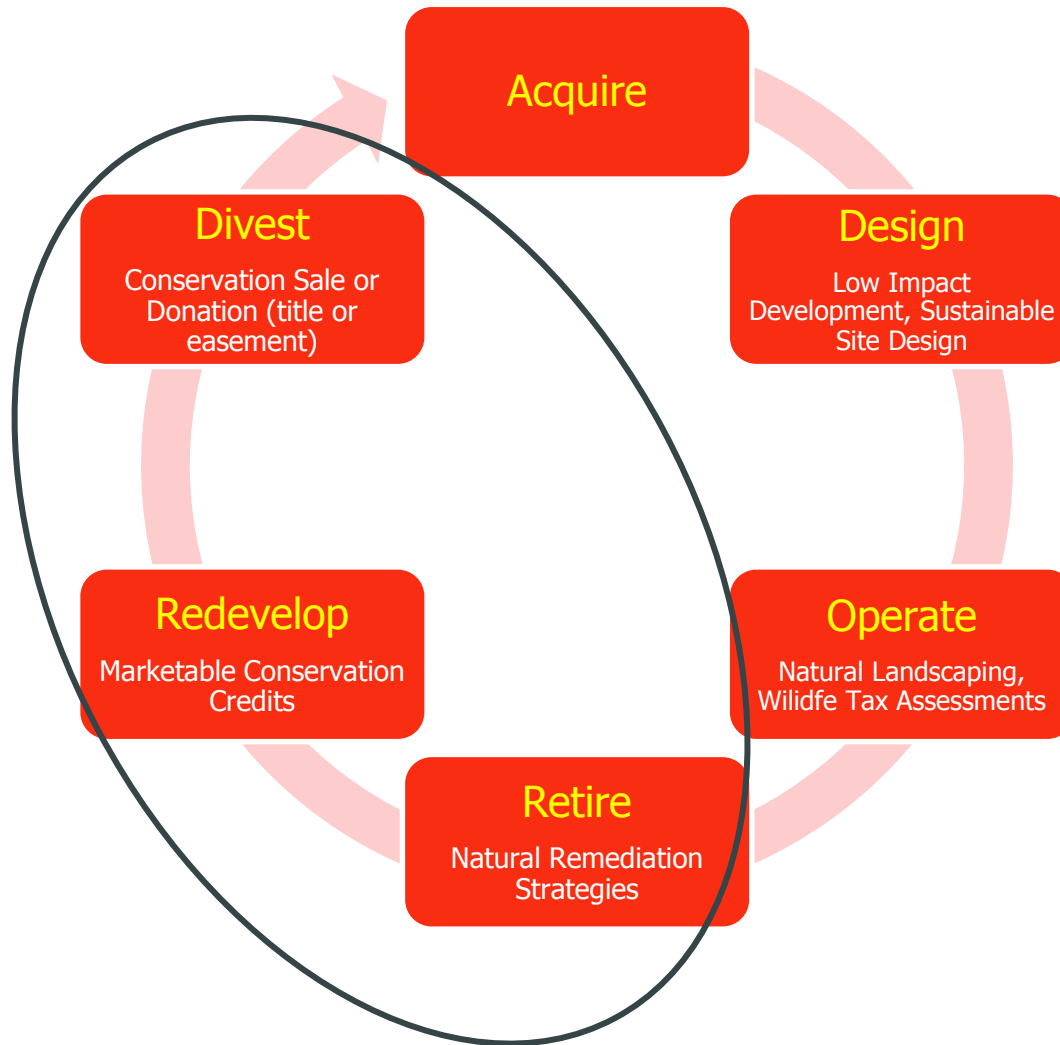 Acquire
Design
Low Impact
Development, Sustainable
Site Design
Operate
Natural Landscaping,
Wilidfe Tax Assessments
Retire
Natural Remediation
Strategies
Redevelop
Marketable Conservation
Credits
Divest
Conservation Sale or
Donation (title or
easement)